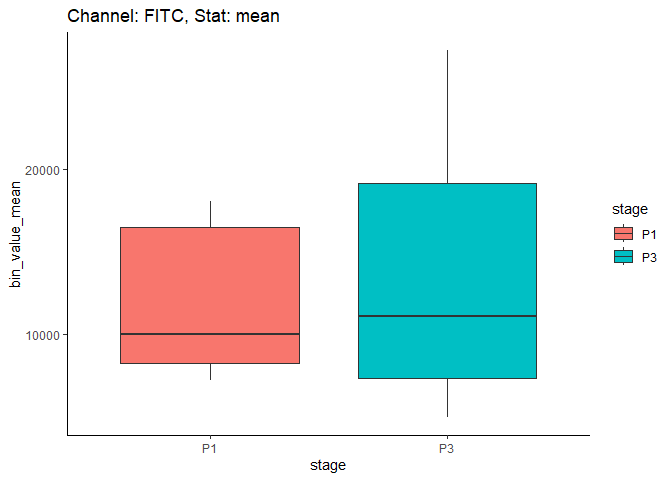 Channel: FITC, Stat: mean
bin_value_mean
20000
10000
P1
P3
stage
stage
P1
P3